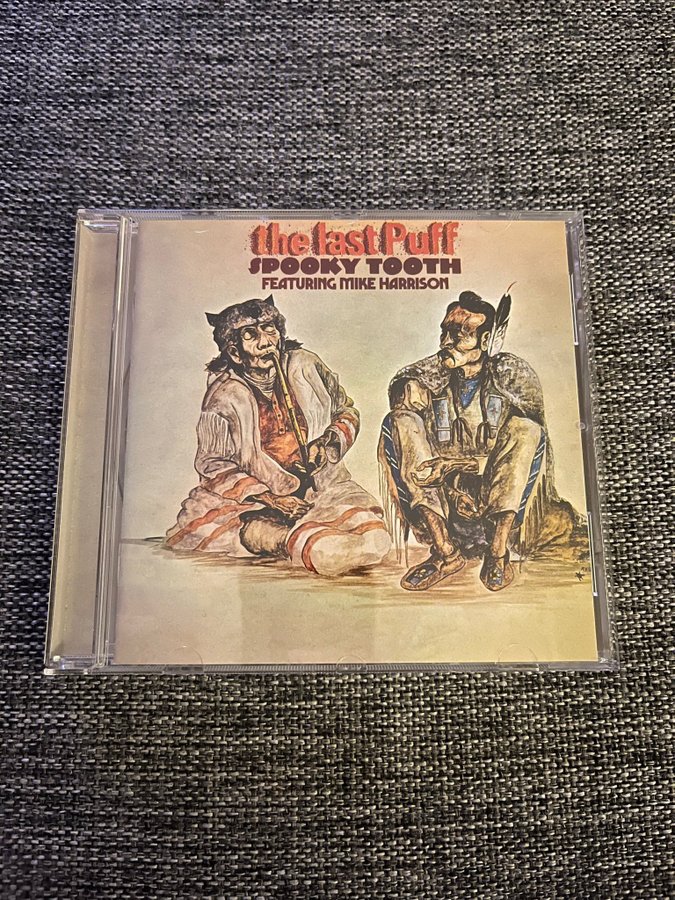 the last Puff
SPOOKY TOOTH
FEATURING MIKE HARRISON